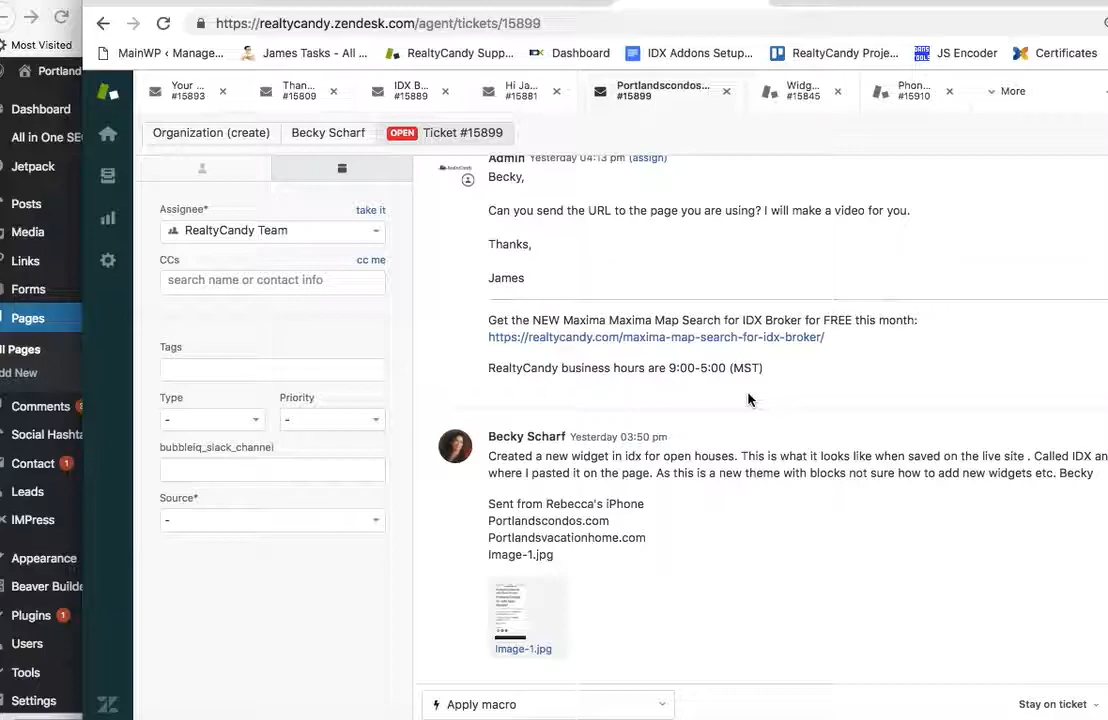 https://realtycandy.zendesk.com/agent/tickets/15899
Most Visited
MainWP ‹ Manage...
James Tasks - All ...
RealtyCandy Supp...
Dashboard
IDX Addons Setup...
RealtyCandy Proje...
JS Encoder
Certificates
Portland
Dashboard
All in One SE
Jetpack
Posts
Media
Links
Forms
Pages
ll Pages
dd New
Comments
Social Hashta
Contact 1
Leads
IMPress
Appearance
Beaver Builde
Plugins 1
Users
Tools
Settings
Your ...
#15893
Than...
#15809
IDX B...
#15889
Hi Ja...
#15881
Portlandscondos...
#15899
Widg...
#15845
Phon...
#15910
More
Organization (create)
Becky Scharf
OPEN Ticket #15899
Assignee*
take it
RealtyCandy Team
CCs
cc me
search name or contact info
Tags
Type
Priority
-
-
bubbleiq_slack_channel
Source*
-
Admin Yesterday 04:13 pm (assign)
Becky,
Can you send the URL to the page you are using? I will make a video for you.
Thanks,
James
Get the NEW Maxima Maxima Map Search for IDX Broker for FREE this month:
https://realtycandy.com/maxima-map-search-for-idx-broker/
RealtyCandy business hours are 9:00-5:00 (MST)
Becky Scharf Yesterday 03:50 pm
Created a new widget in idx for open houses. This is what it looks like when saved on the live site . Called IDX an
where I pasted it on the page. As this is a new theme with blocks not sure how to add new widgets etc. Becky
Sent from Rebecca's iPhone
Portlandscondos.com
Portlandsvacationhome.com
Image-1.jpg
Image-1.jpg
Apply macro
Stay on ticket